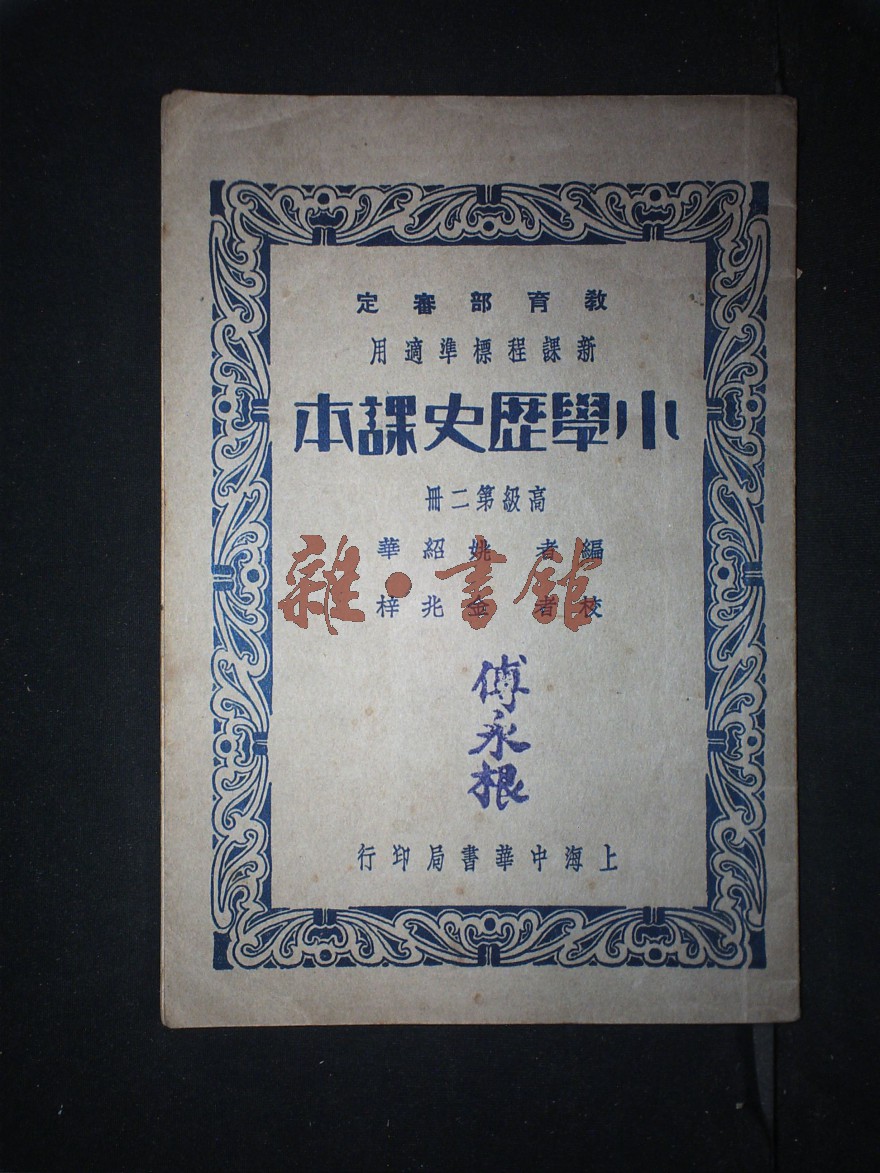 教育部審定
新課程標準適用
小學歷史課本
高級第二冊
編者 姚紹華
校者 金兆梓
雜·書館
傅永根
上海中華書局印行